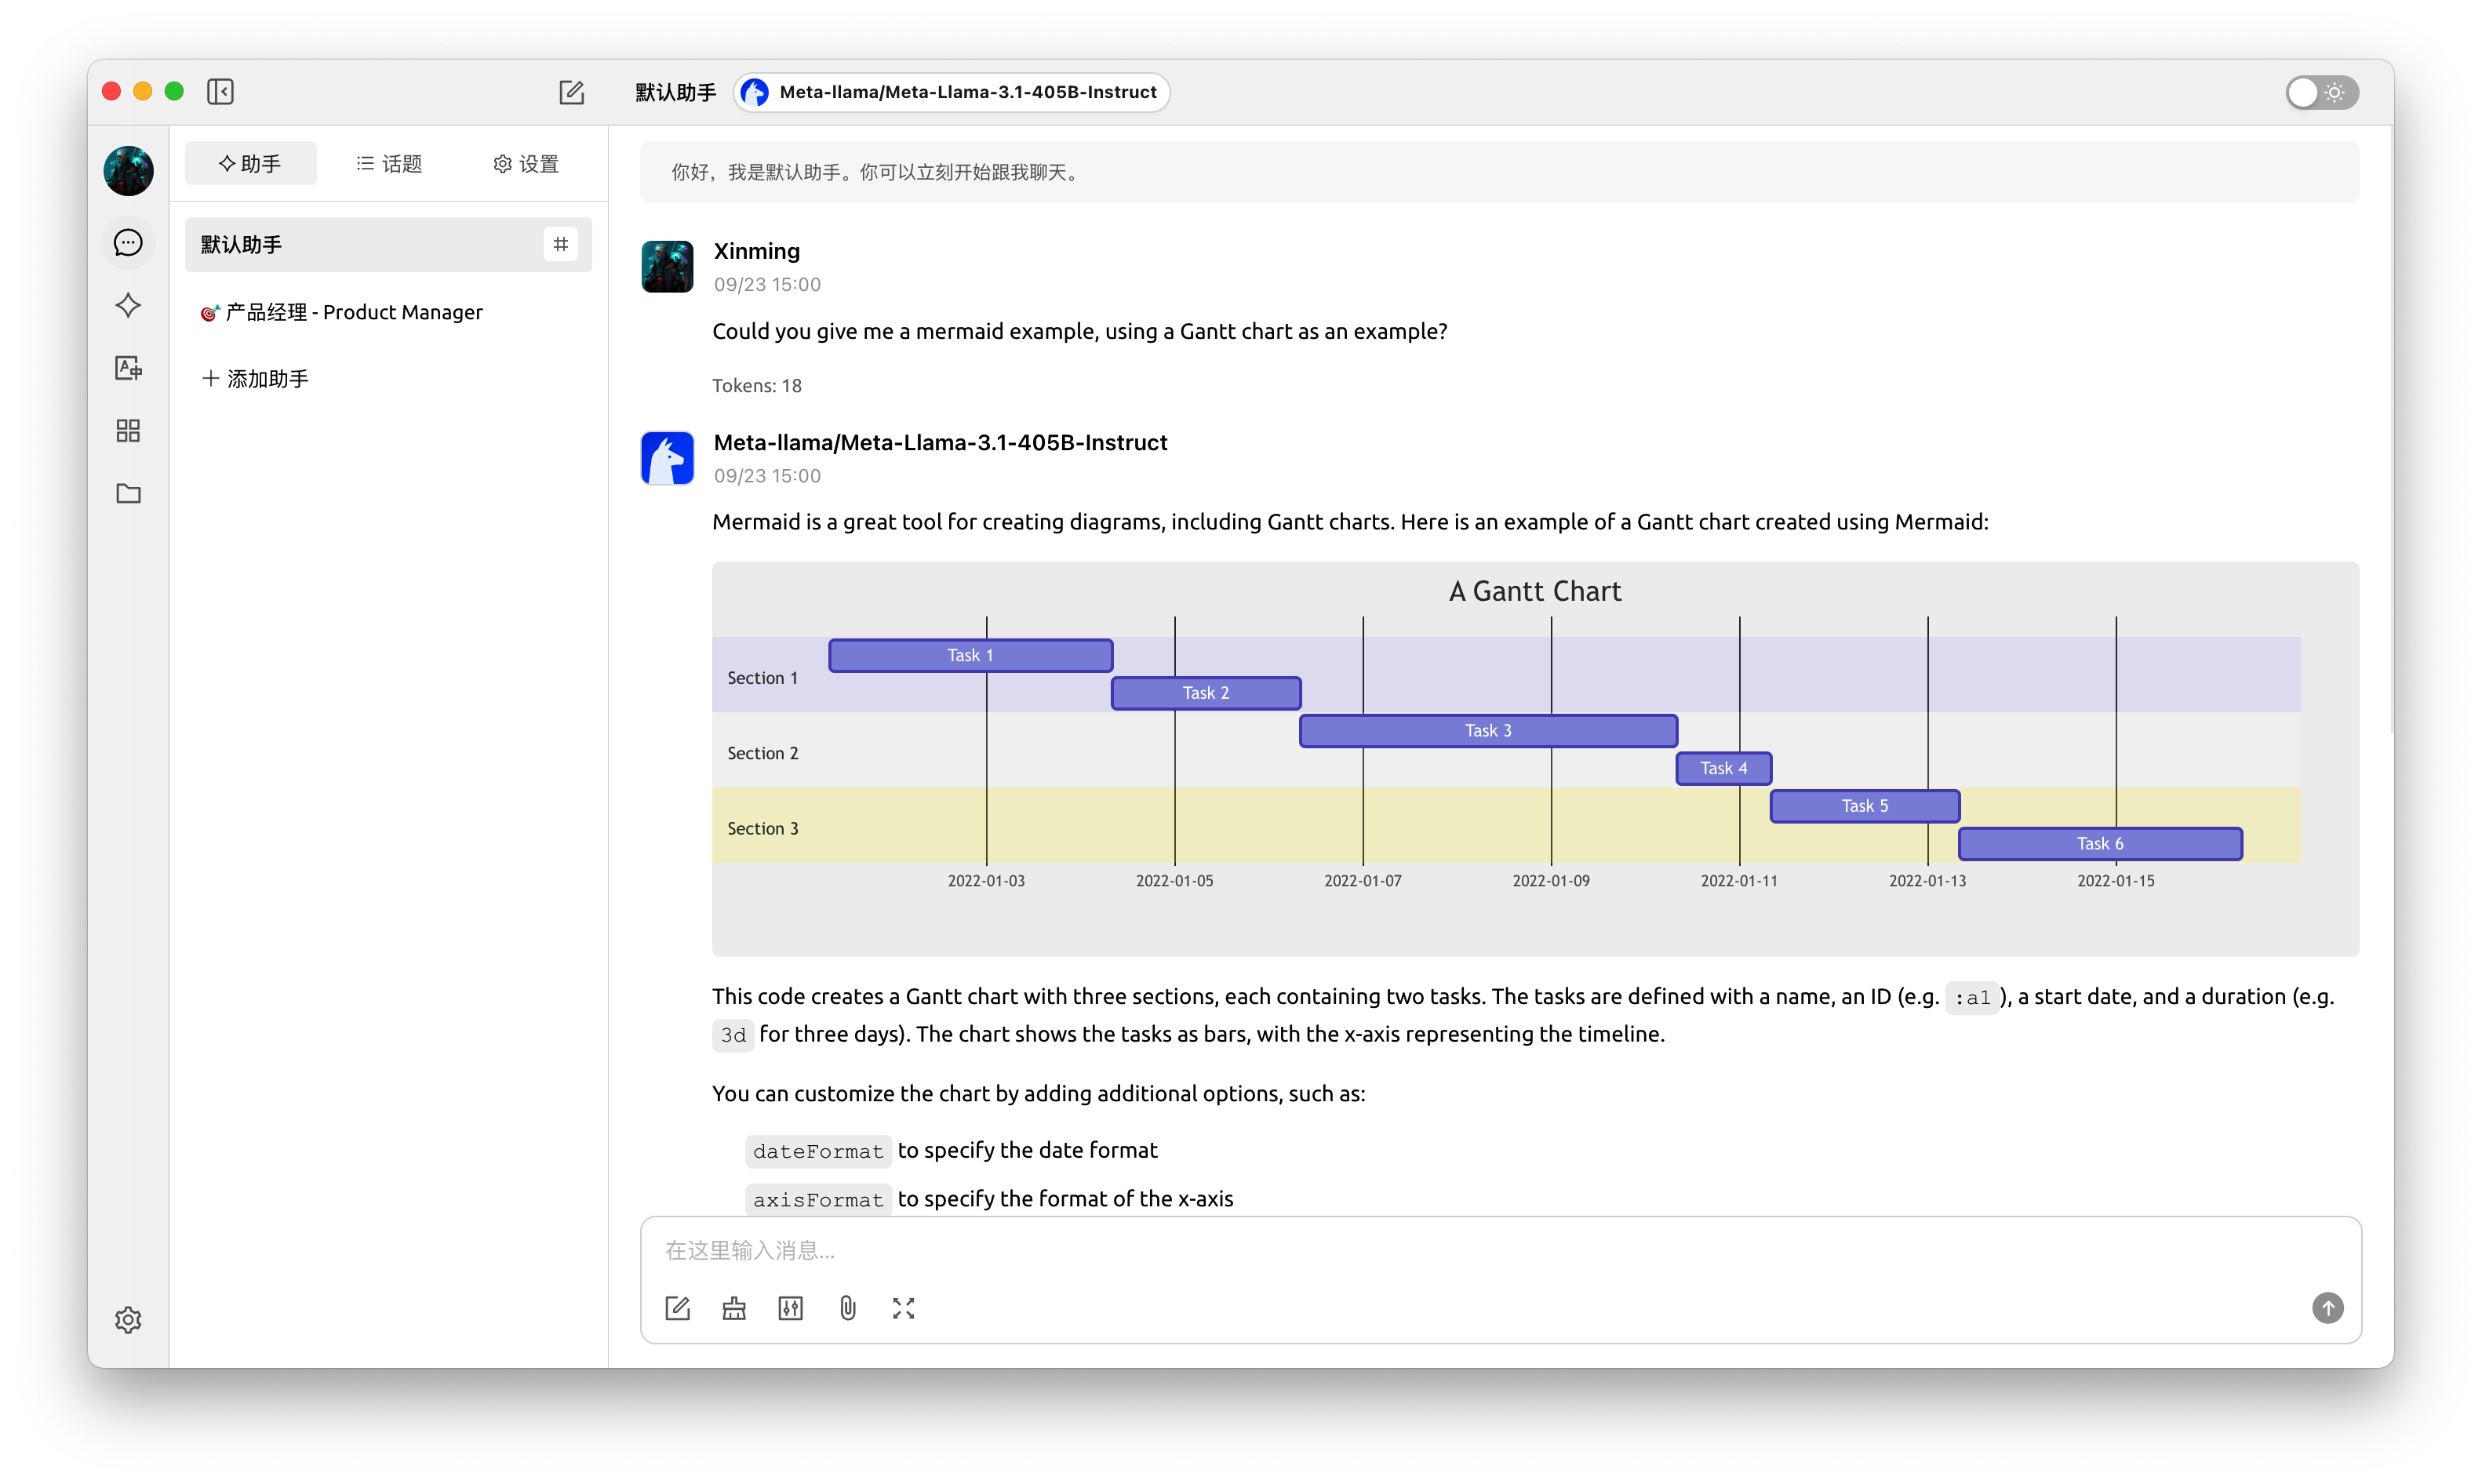 默认助手
Meta-llama/Meta-Llama-3.1-405B-Instruct
助手
话题
设置
默认助手
产品经理 - Product Manager
添加助手
你好，我是默认助手。你可以立刻开始跟我聊天。
Xinming
09/23 15:00
Could you give me a mermaid example, using a Gantt chart as an example?
Tokens: 18
Meta-llama/Meta-Llama-3.1-405B-Instruct
09/23 15:00
Mermaid is a great tool for creating diagrams, including Gantt charts. Here is an example of a Gantt chart created using Mermaid:
A Gantt Chart
Section 1
Task 1
Task 2
Section 2
Task 3
Task 4
Section 3
Task 5
Task 6
2022-01-03
2022-01-05
2022-01-07
2022-01-09
2022-01-11
2022-01-13
2022-01-15
This code creates a Gantt chart with three sections, each containing two tasks. The tasks are defined with a name, an ID (e.g. :a1), a start date, and a duration (e.g.
3d for three days). The chart shows the tasks as bars, with the x-axis representing the timeline.
You can customize the chart by adding additional options, such as:
dateFormat to specify the date format
axisFormat to specify the format of the x-axis
在这里输入消息...